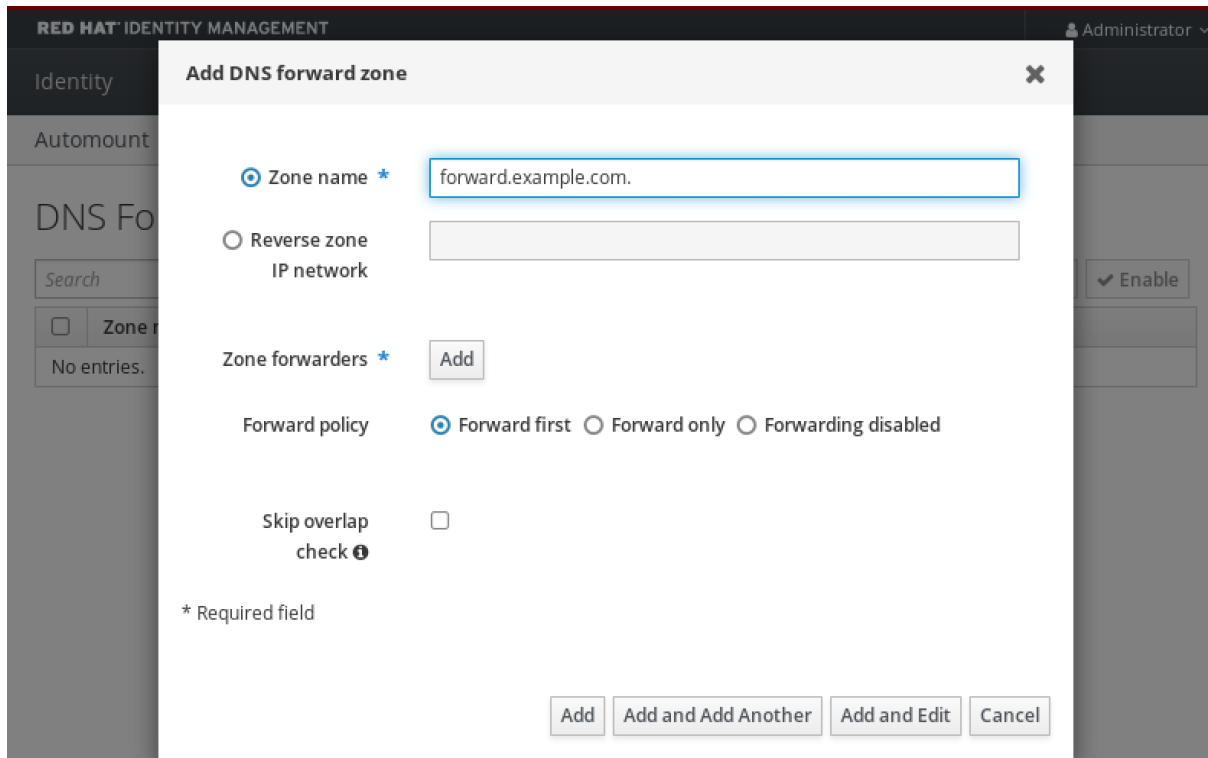 RED HAT® IDENTITY MANAGEMENT
Administrator
Identity
Add DNS forward zone
Automount
Zone name *
forward.example.com.
DNS Fo
Reverse zone
IP network
Search
Enable
Zone
No entries.
Zone forwarders *
Add
Forward policy
Forward first
Forward only
Forwarding disabled
Skip overlap
check
* Required field
Add
Add and Add Another
Add and Edit
Cancel